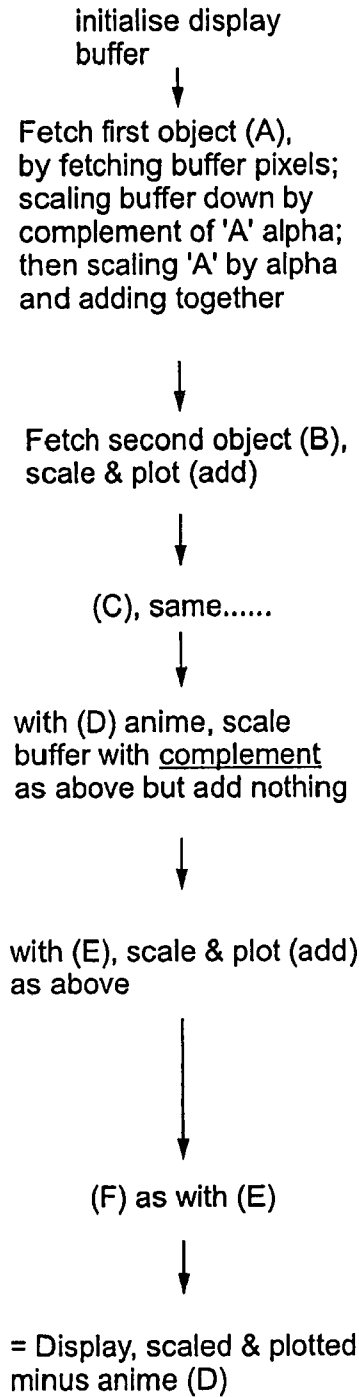 initialise display
buffer
Fetch first object (A),
by fetching buffer pixels;
scaling buffer down by
complement of 'A' alpha;
then scaling 'A' by alpha
and adding together
Fetch second object (B),
scale & plot (add)
(C), same......
with (D) anime, scale
buffer with complement
as above but add nothing
with (E), scale & plot (add)
as above
(F) as with (E)
= Display, scaled & plotted
minus anime (D)